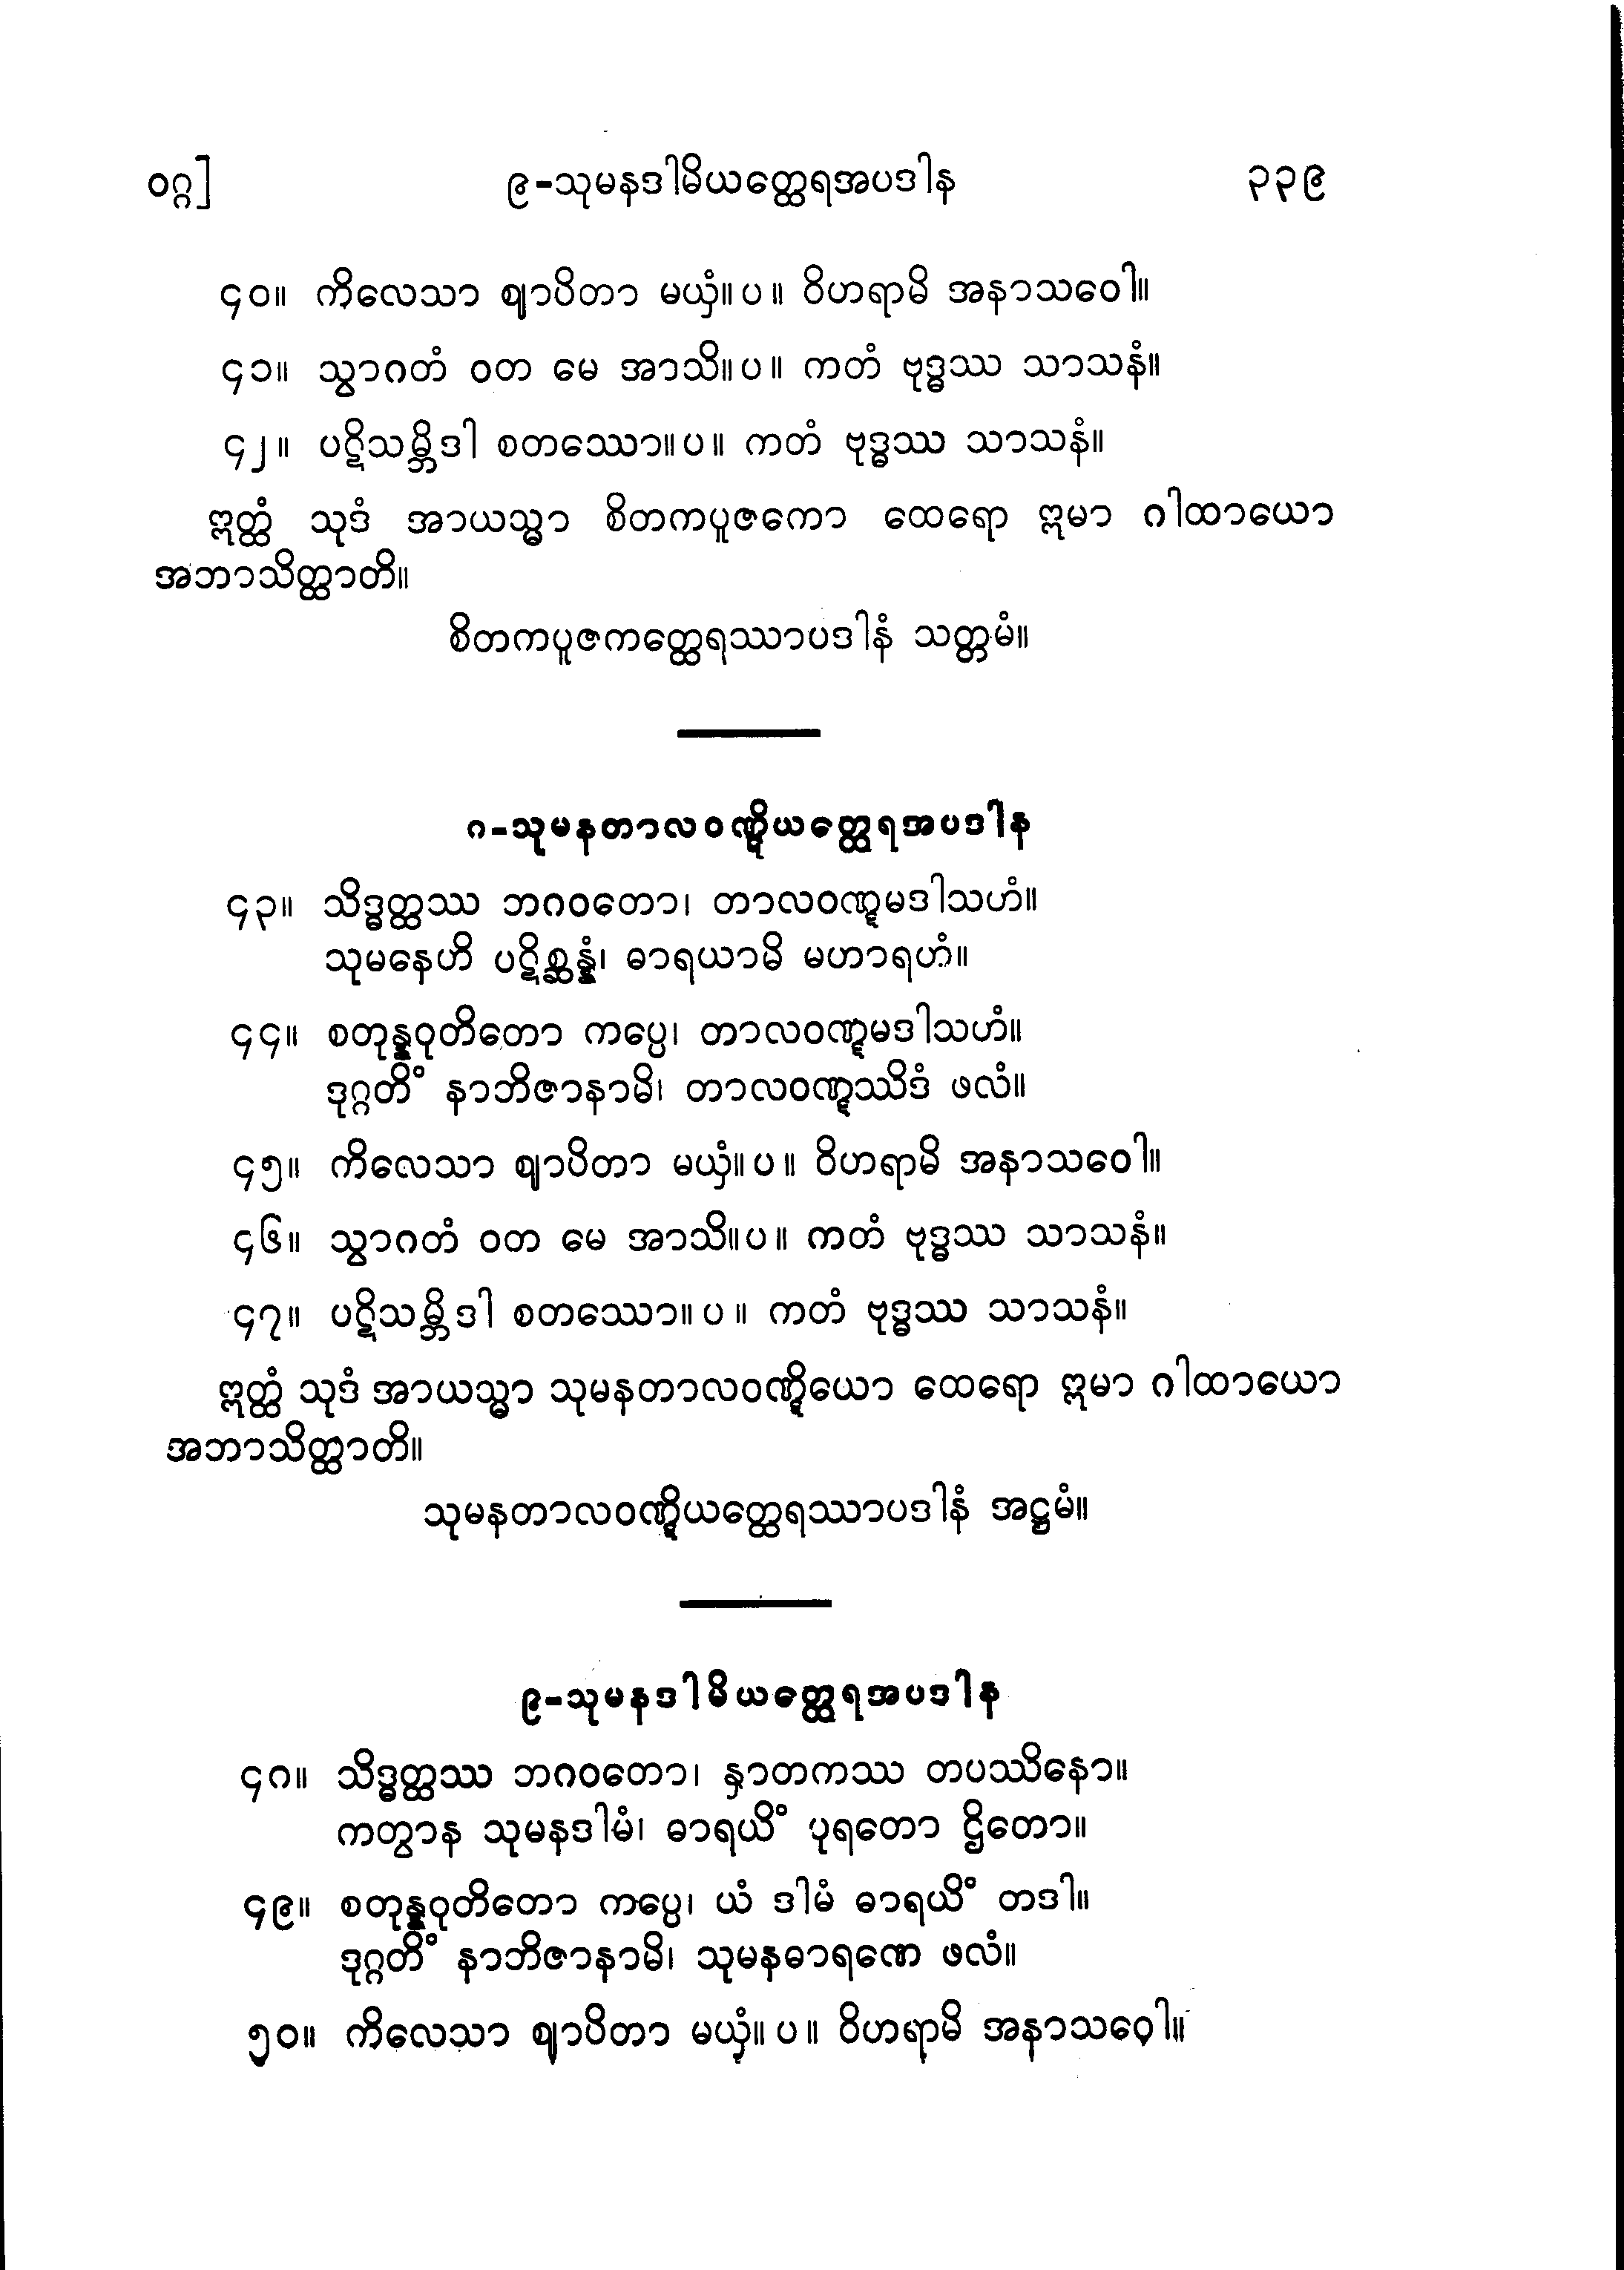 ဝဂ္ဂ]
၉-သုမနဒါမိယတ္ထေရအပဒါန
၃၃၉
၄၀။ ကိလေသာ ဈာပိတာ မယှံ။ပ။ ဝိဟရာမိ အနာသဝေါ။
၄၁။ သွာဂတံ ဝတ မေ အာသိ။ပ။ ကတံ ဗုဒ္ဓဿ သာသနံ။
၄၂။ ပဋိသမ္ဘိဒါ စတဿော။ပ။ ကတံ ဗုဒ္ဓဿ သာသနံ။
ဣတ္ထံ သုဒံ အာယသ္မာ စိတကပူဇကော ထေရော ဣမာ ဂါထာယော
အဘာသိတ္ထာတိ။
စိတကပူဇကတ္ထေရဿာပဒါနံ သတ္တမံ။
၈-သုမနတာလဝဏ္ဋိယတ္ထေရအပဒါန
၄၃။ သိဒ္ဓတ္ထဿ ဘဂဝတော၊ တာလဝဏ္ဋမဒါသဟံ။
သုမနေဟိ ပဋိစ္ဆန္နံ၊ ဓာရယာမိ မဟာရဟံ။
၄၄။ စတုန္နဝုတိတော ကပ္ပေ၊ တာလဝဏ္ဋမဒါသဟံ။
ဒုဂ္ဂတိံ နာဘိဇာနာမိ၊ တာလဝဏ္ဋဿိဒံ ဖလံ။
၄၅။ ကိလေသာ ဈာပိတာ မယှံ။ပ။ ဝိဟရာမိ အနာသဝေါ။
၄၆။ သွာဂတံ ဝတ မေ အာသိ။ပ။ ကတံ ဗုဒ္ဓဿ သာသနံ။
၄၇။ ပဋိသမ္ဘိဒါ စတဿော။ပ။ ကတံ ဗုဒ္ဓဿ သာသနံ။
ဣတ္ထံ သုဒံ အာယသ္မာ သုမနတာလဝဏ္ဋိယော ထေရော ဣမာ ဂါထာယော
အဘာသိတ္ထာတိ။
သုမနတာလဝဏ္ဋိယတ္ထေရဿာပဒါနံ အဋ္ဌမံ။
၉-သုမနဒါမိယတ္ထေရအပဒါန
၄၈။ သိဒ္ဓတ္ထဿ ဘဂဝတော၊ နှာတကဿ တပဿိနော။
ကတွာန သုမနဒါမံ၊ ဓာရယိံ ပုရတော ဌိတော။
၄၉။ စတုန္နဝုတိတော ကပ္ပေ၊ ယံ ဒါမံ ဓာရယိံ တဒါ။
ဒုဂ္ဂတိံ နာဘိဇာနာမိ၊ သုမနဓာရဏေ ဖလံ။
၅၀။ ကိလေသာ ဈာပိတာ မယှံ။ပ။ ဝိဟရာမိ အနာသဝေါ။